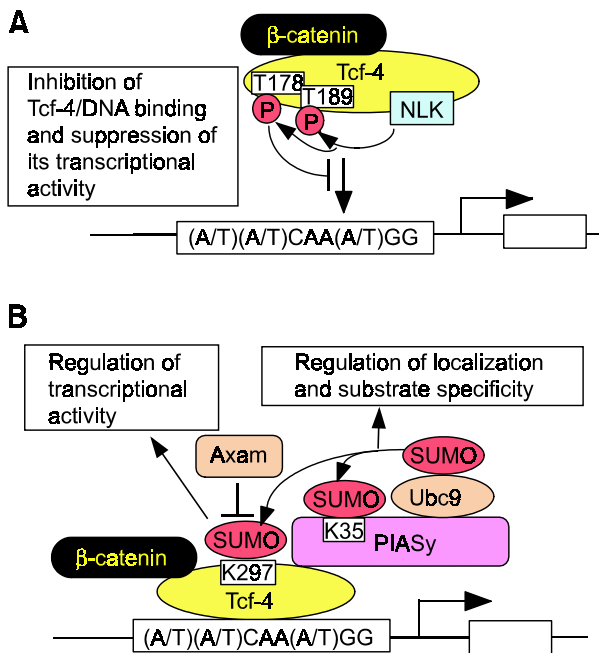 A
β-catenin
Tcf-4
T178
T189
P
P
NLK
Inhibition of
Tcf-4/DNA binding
and suppression of
its transcriptional
activity
(A/T)(A/T)CAA(A/T)GG
B
Regulation of
transcriptional
activity
Regulation of localization
and substrate specificity
Axam
SUMO
SUMO
Ubc9
K35
PIASy
SUMO
β-catenin
K297
Tcf-4
(A/T)(A/T)CAA(A/T)GG